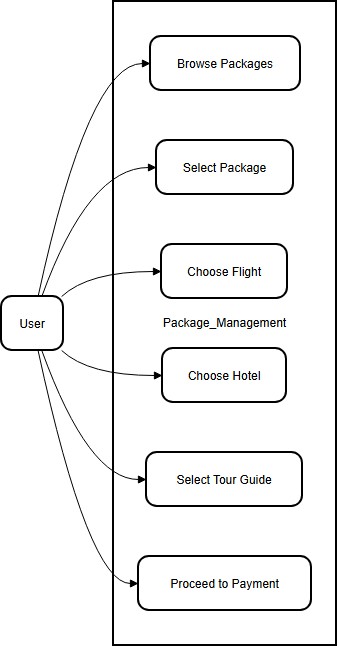 Browse Packages
Select Package
Choose Flight
User
Package_Management
Choose Hotel
Select Tour Guide
Proceed to Payment